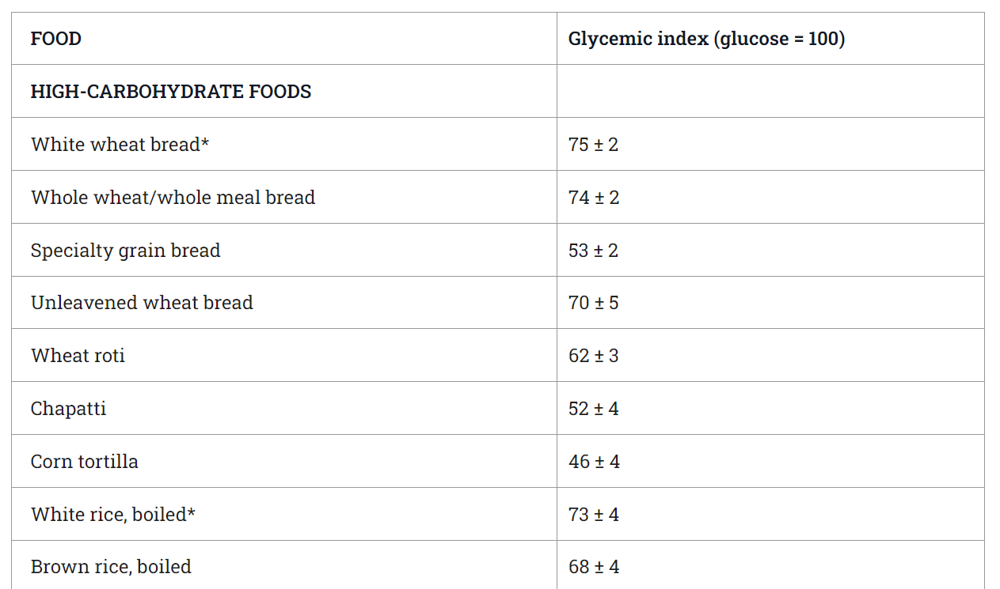 FOOD Glycemic index (glucose = 100)
HIGH-CARBOHYDRATE FOODS
White wheat bread* 75 ± 2
Whole wheat/whole meal bread 74 ± 2
Specialty grain bread 53 ± 2
Unleavened wheat bread 70 ± 5
Wheat roti 62 ± 3
Chapatti 52 ± 4
Corn tortilla 46 ± 4
White rice, boiled* 73 ± 4
Brown rice, boiled 68 ± 4